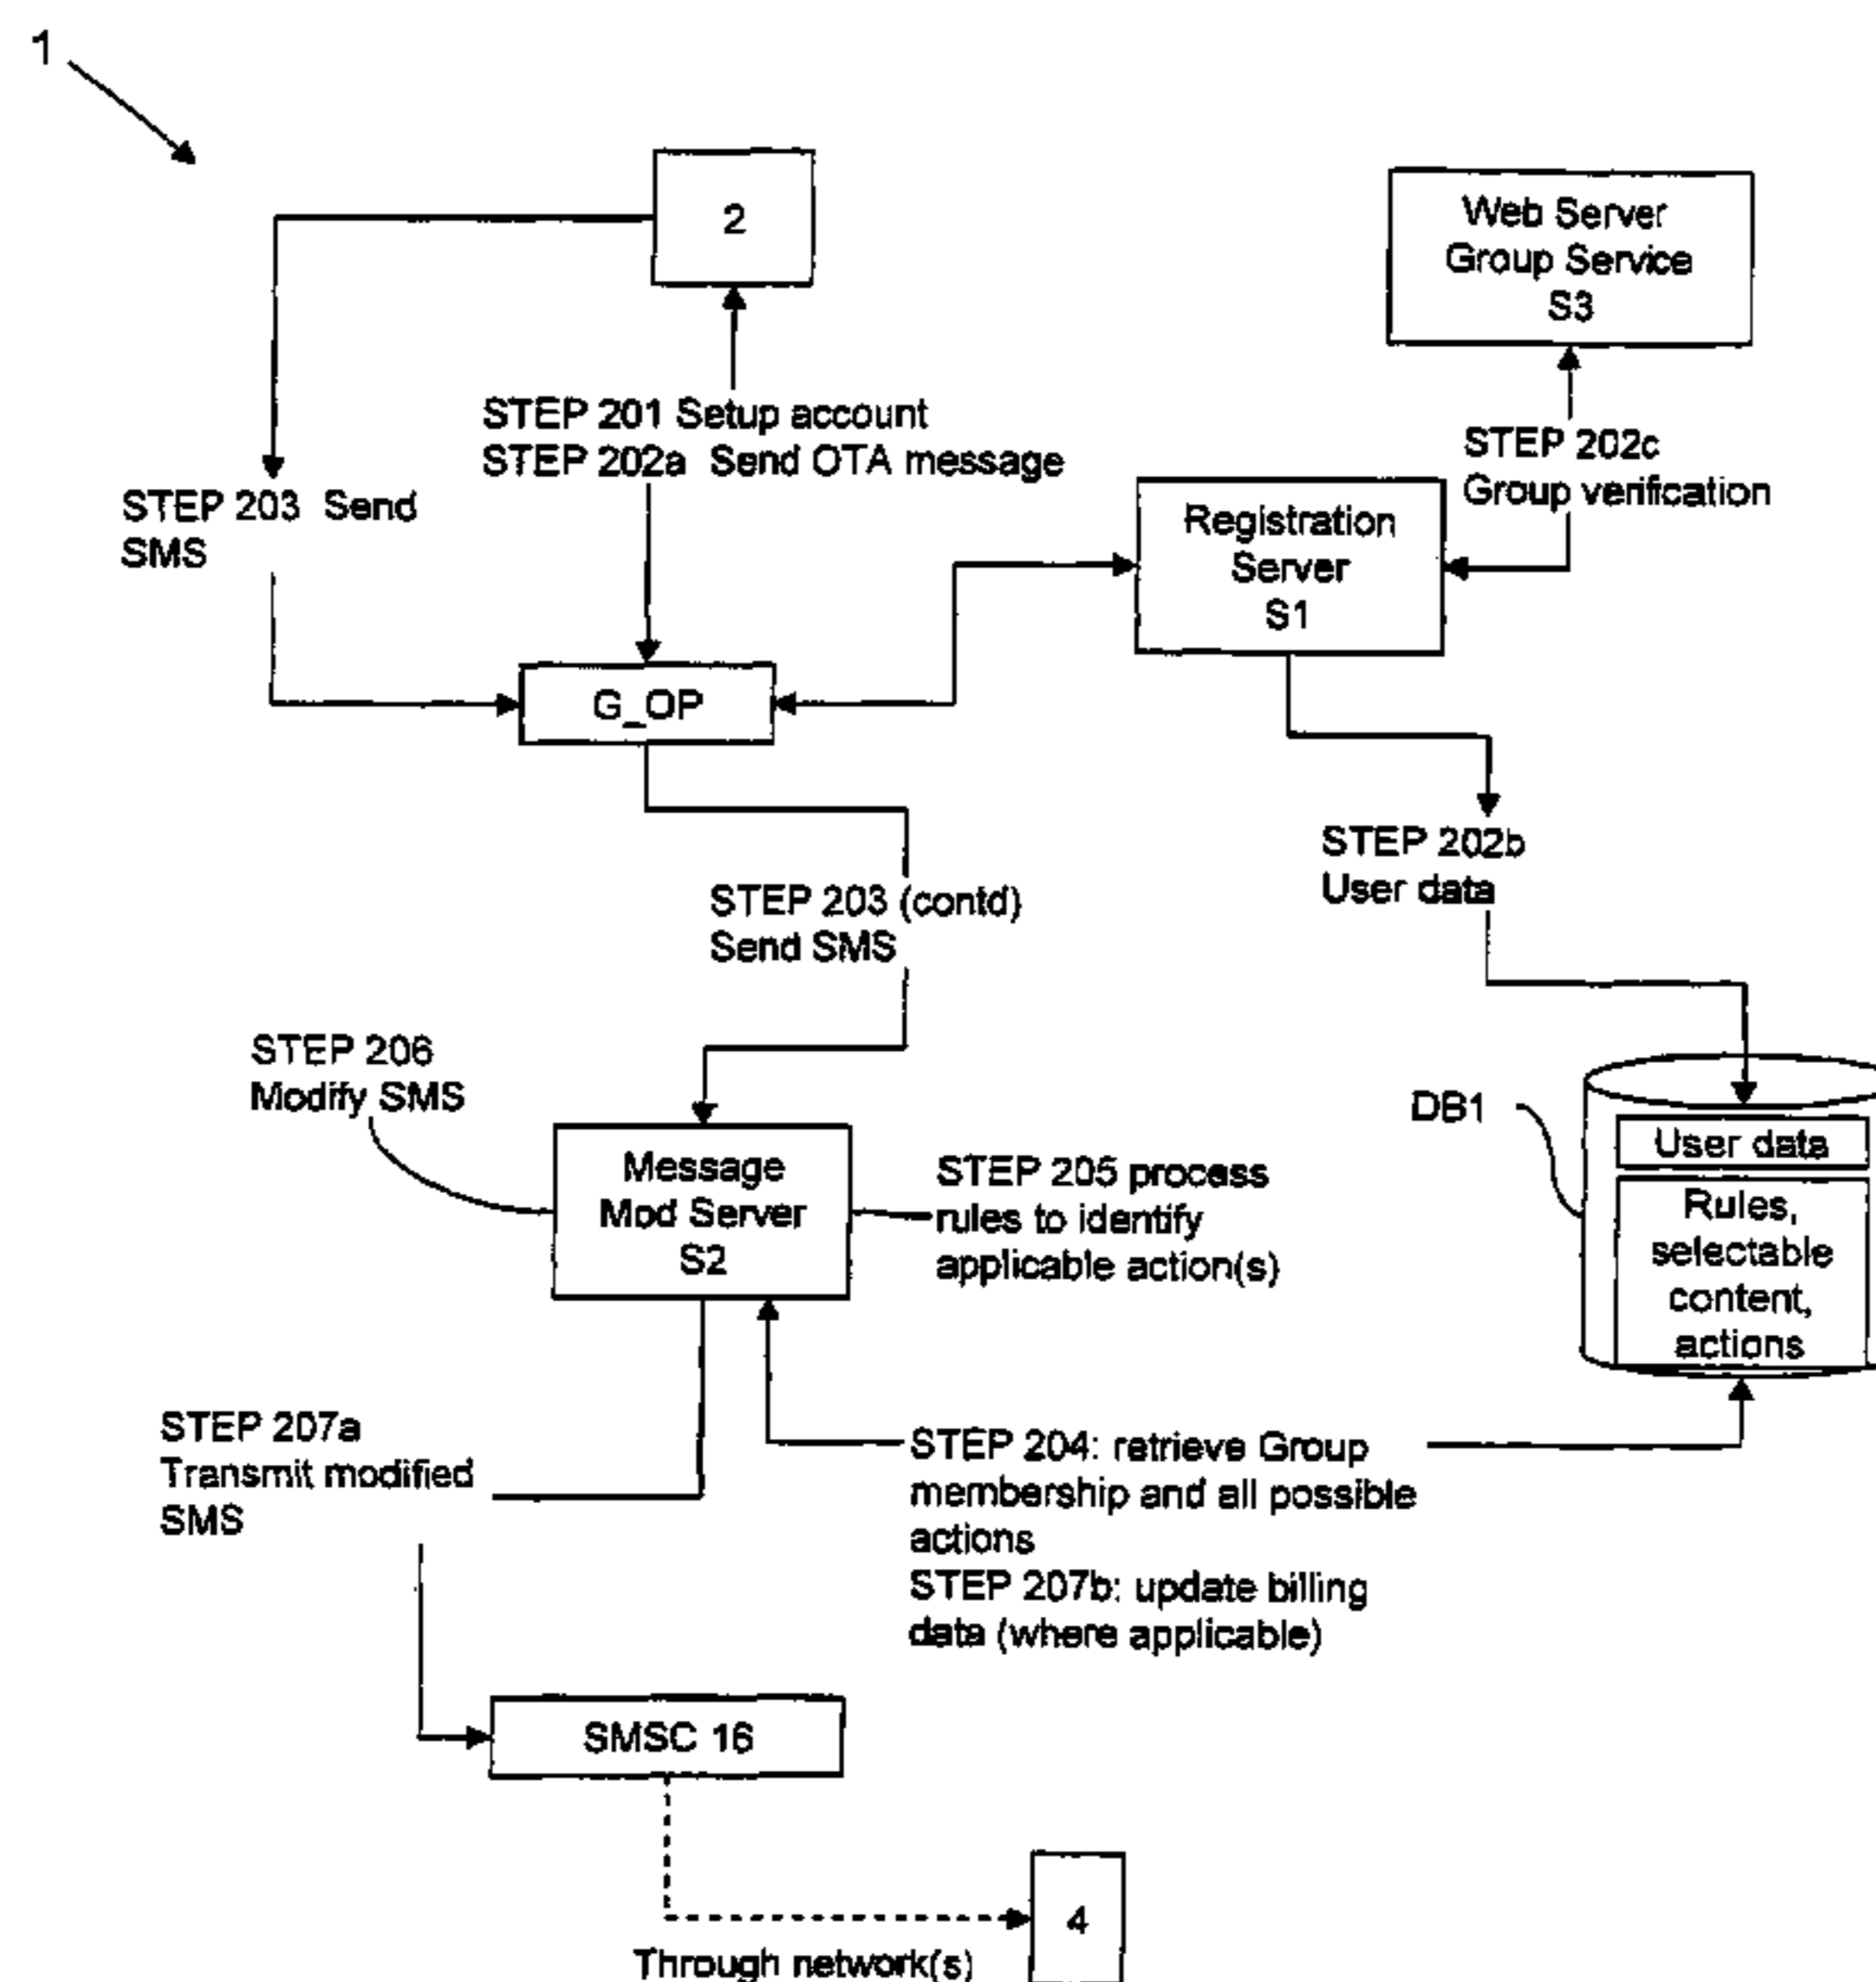 1
2
Web Server
Group Service
S3
STEP 201 Setup account
STEP 202a Send OTA message
STEP 202c
Group verification
STEP 203 Send
SMS
Registration
Server
S1
G_OP
STEP 202b
User data
STEP 203 (contd)
Send SMS
STEP 206
Modify SMS
DB1
User data
Rules,
selectable
content,
actions
Message
Mod Server
S2
STEP 205 process
rules to identify
applicable action(s)
STEP 207a
Transmit modified
SMS
STEP 204: retrieve Group
membership and all possible
actions
STEP 207b: update billing
data (where applicable)
SMSC 16
4
Through network(s)